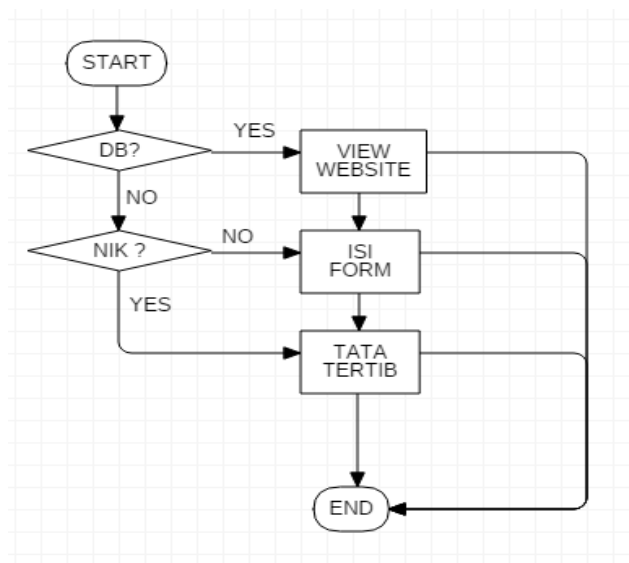 START
YES
DB?
VIEW
WEBSITE
NO
NIK ?
NO
ISI
FORM
YES
TATA
TERTIB
END